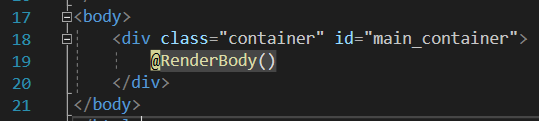 17 <body>
18 <div class="container" id="main_container">
19 @RenderBody()
20 </div>
21 </body>